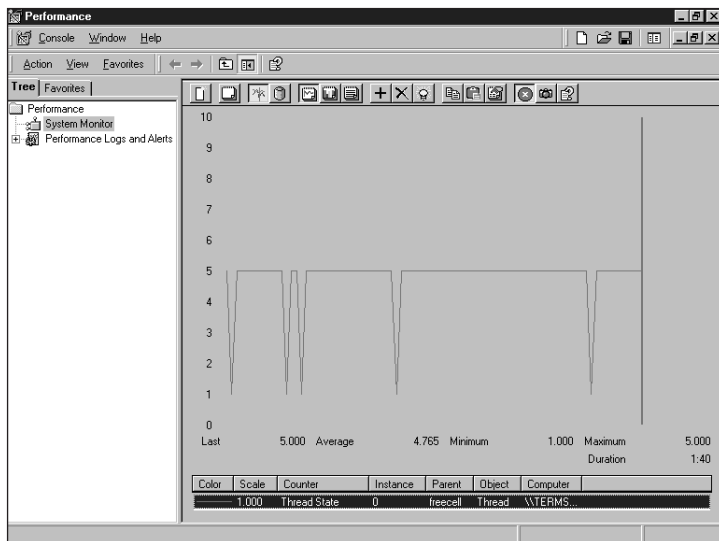 Performance
Console Window Help
Action View Favorites
Tree Favorites
Performance
System Monitor
Performance Logs and Alerts
10
9
8
7
6
5
4
3
2
1
0
Last 5.000 Average 4.765 Minimum 1.000 Maximum 5.000
Duration 1:40
Color Scale Counter Instance Parent Object Computer
1.000 Thread State 0 freecell Thread \\TERMS...